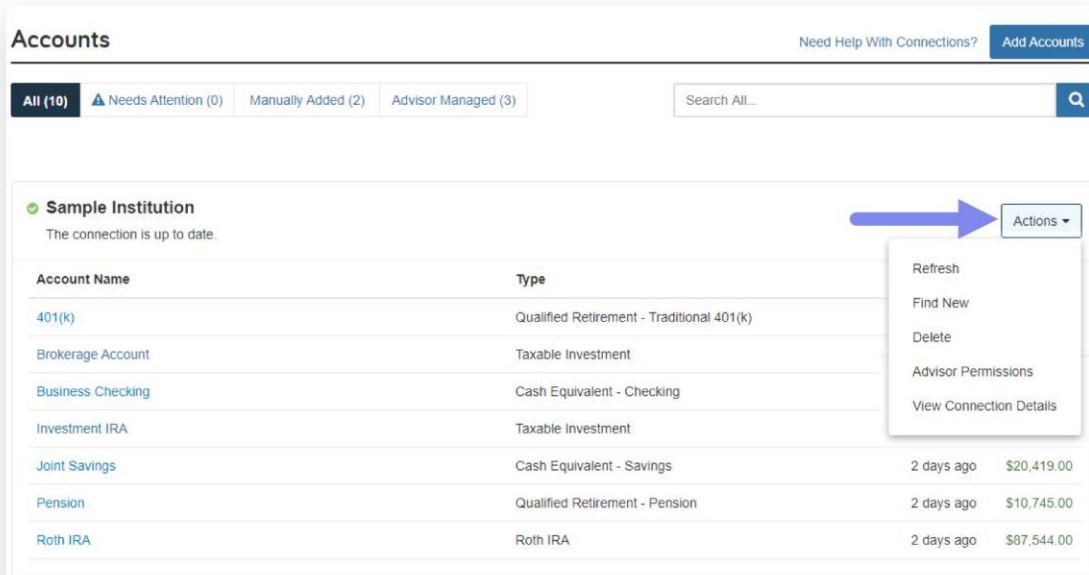 Accounts
Need Help With Connections? Add Accounts
All (10) Needs Attention (0) Manually Added (2) Advisor Managed (3) Search All...
Sample Institution
The connection is up to date.
Actions
Refresh
Find New
Delete
Advisor Permissions
View Connection Details
Account Name Type
401(k) Qualified Retirement - Traditional 401(k)
Brokerage Account Taxable Investment
Business Checking Cash Equivalent - Checking
Investment IRA Taxable Investment
Joint Savings Cash Equivalent - Savings 2 days ago $20,419.00
Pension Qualified Retirement - Pension 2 days ago $10,745.00
Roth IRA Roth IRA 2 days ago $87,544.00